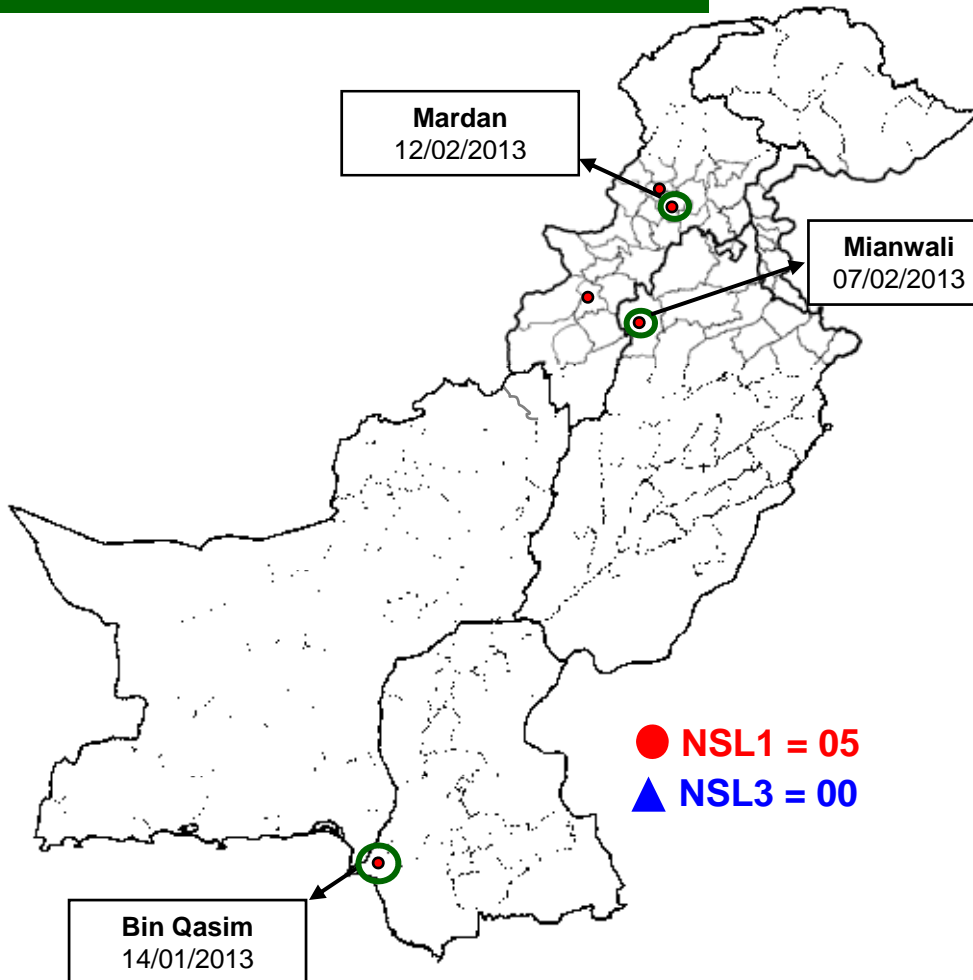 Mardan
12/02/2013
Mianwali
07/02/2013
NSL1 = 05
NSL3 = 00
Bin Qasim
14/01/2013